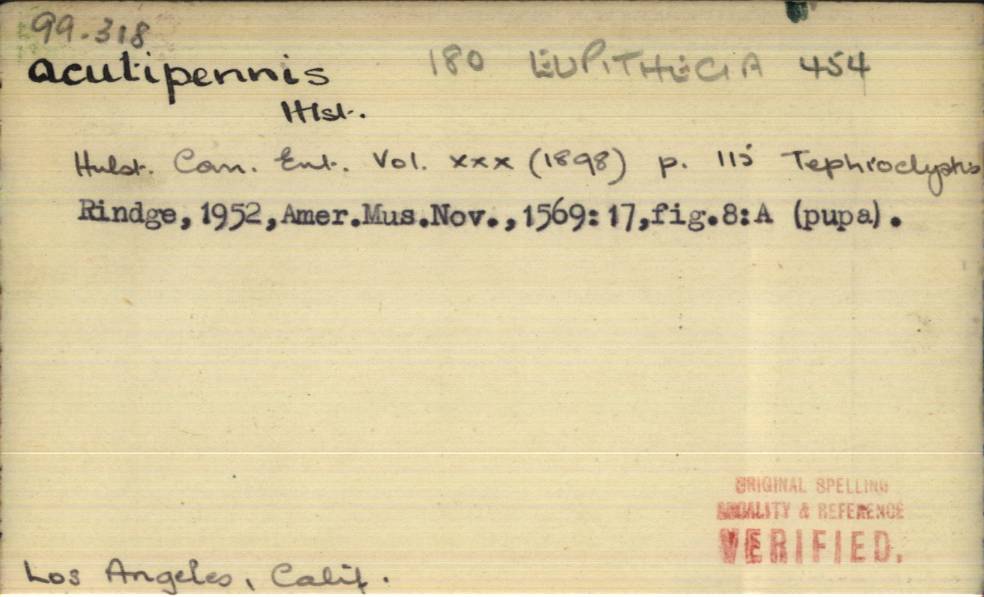 99-318
acutipennis 180 EUPITHECIA 454
Hlst.
Hulst. Can. Ent. Vol. xxx (1898) p. 115 Tephroclystis
Rindge, 1952, Amer.Mus.Nov., 1569:17, fig.8:A (pupa).
ORIGINAL SPELLING
LOCALITY & REFERENCE
VERIFIED.
Los Angeles, Calif.